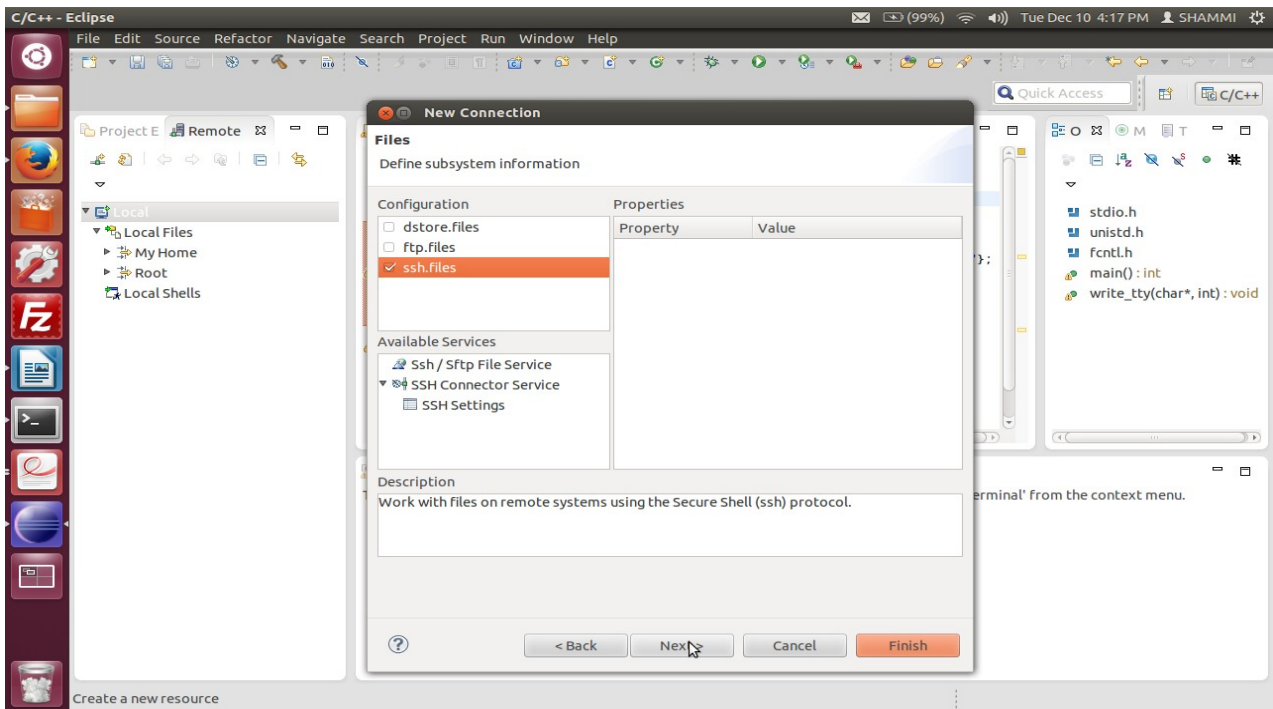 C/C++ - Eclipse
(99%) Tue Dec 10 4:17 PM SHAMMI
File Edit Source Refactor Navigate Search Project Run Window Help
Quick Access
C/C++
Project E Remote
Local
Local Files
My Home
Root
Local Shells
New Connection
Files
Define subsystem information
Configuration
dstore.files
ftp.files
ssh.files
Properties
Property Value
Available Services
Ssh / Sftp File Service
SSH Connector Service
SSH Settings
Description
Work with files on remote systems using the Secure Shell (ssh) protocol.
< Back
Next >
Cancel
Finish
"};
O M T
stdio.h
unistd.h
fcntl.h
main() : int
write_tty(char*, int) : void
erminal' from the context menu.
Create a new resource